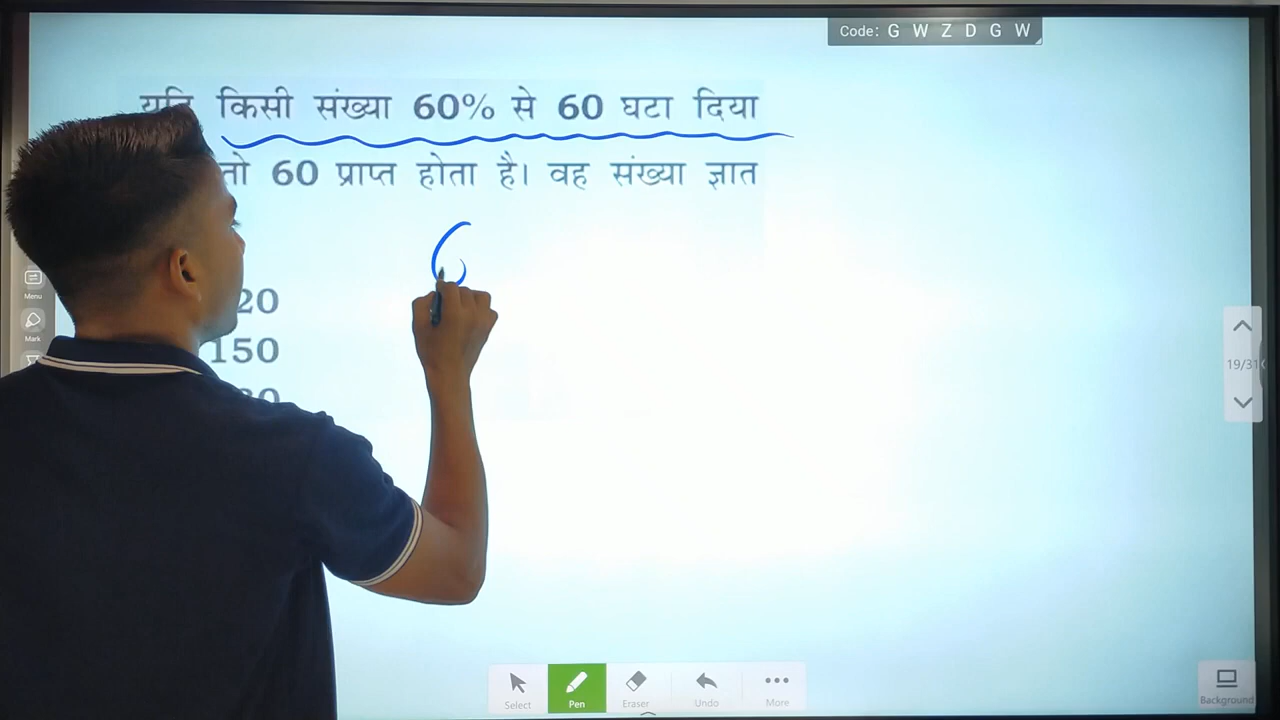 Code: G W Z D G W
यदि किसी संख्या 60% से 60 घटा दिया
तो 60 प्राप्त होता है। वह संख्या ज्ञात
6
20
150
Menu
Mark
19/31
Select
Pen
Eraser
Undo
More
Background